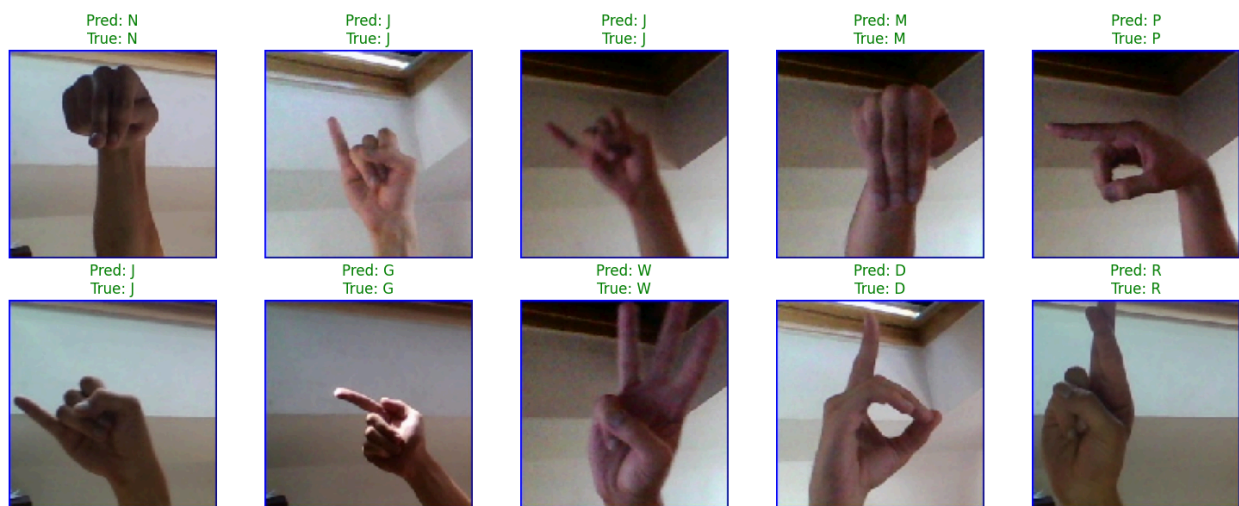 Pred: N
True: N
Pred: J
True: J
Pred: J
True: J
Pred: M
True: M
Pred: P
True: P
Pred: J
True: J
Pred: G
True: G
Pred: W
True: W
Pred: D
True: D
Pred: R
True: R